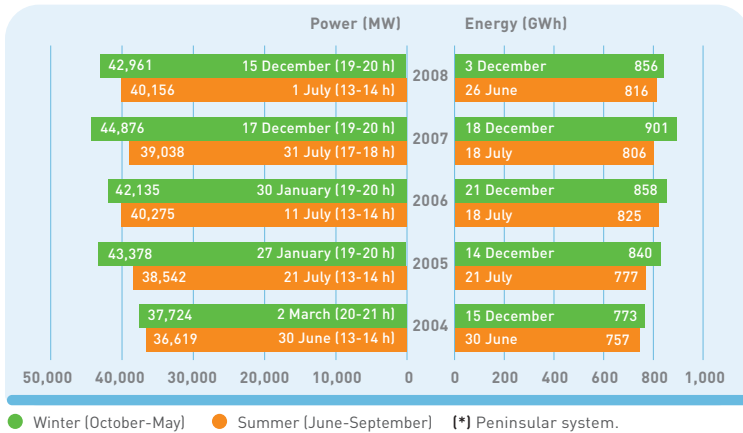 Power (MW) Energy (GWh)
42,961 15 December (19-20 h) 3 December 856
2008
40,156 1 July (13-14 h) 26 June 816
44,876 17 December (19-20 h) 18 December 901
2007
39,038 31 July (17-18 h) 18 July 806
42,135 30 January (19-20 h) 21 December 858
2006
40,275 11 July (13-14 h) 18 July 825
43,378 27 January (19-20 h) 14 December 840
2005
38,542 21 July (13-14 h) 21 July 777
37,724 2 March (20-21 h) 15 December 773
2004
36,619 30 June (13-14 h) 30 June 757
50,000 40,000 30,000 20,000 10,000 0 0 200 400 600 800 1,000
Winter (October-May) Summer (June-September) (*) Peninsular system.